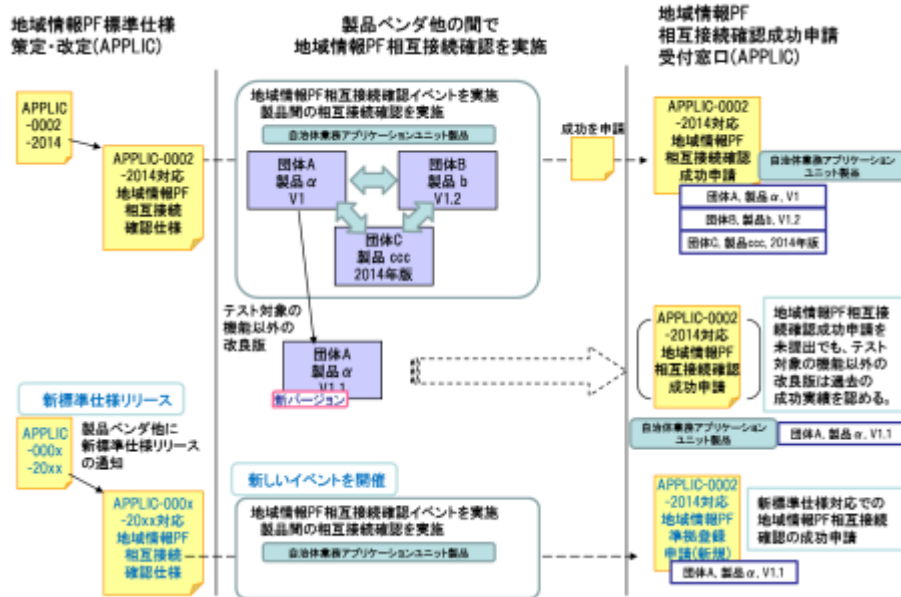 地域情報PF標準仕様
策定・改定(APPLIC)
製品ベンダ他の間で
地域情報PF相互接続確認を実施
地域情報PF
相互接続確認成功申請
受付窓口(APPLIC)
APPLIC
-0002
-2014
APPLIC-0002
-2014対応
地域情報PF
相互接続
確認仕様
地域情報PF相互接続確認イベントを実施
製品間の相互接続確認を実施
自治体業務アプリケーションユニット製品
団体A
製品α
V1
団体B
製品b
V1.2
団体C
製品ccc
2014年版
成功を申請
APPLIC-0002
-2014対応
地域情報PF
相互接続確認
成功申請
自治体業務アプリケーション
ユニット製品
団体A, 製品α, V1
団体B, 製品b, V1.2
団体C, 製品ccc, 2014年版
テスト対象の
機能以外の
改良版
団体A
製品α
V1.1
新バージョン
APPLIC-0002
-2014対応
地域情報PF
相互接続確認
成功申請
地域情報PF相互接
続確認成功申請を
未提出でも、テスト
対象の機能以外の
改良版は過去の
成功実績を認める。
自治体業務アプリケーション
ユニット製品
団体A, 製品α, V1.1
新標準仕様リリース
APPLIC
-000x
-20xx
製品ベンダ他に
新標準仕様リリース
の通知
APPLIC-000x
-20xx対応
地域情報PF
相互接続
確認仕様
新しいイベントを開催
地域情報PF相互接続確認イベントを実施
製品間の相互接続確認を実施
自治体業務アプリケーションユニット製品
APPLIC-0002
-2014対応
地域情報PF
準拠登録
申請(新規)
団体A, 製品α, V1.1
新標準仕様対応での
地域情報PF相互接続
確認の成功申請